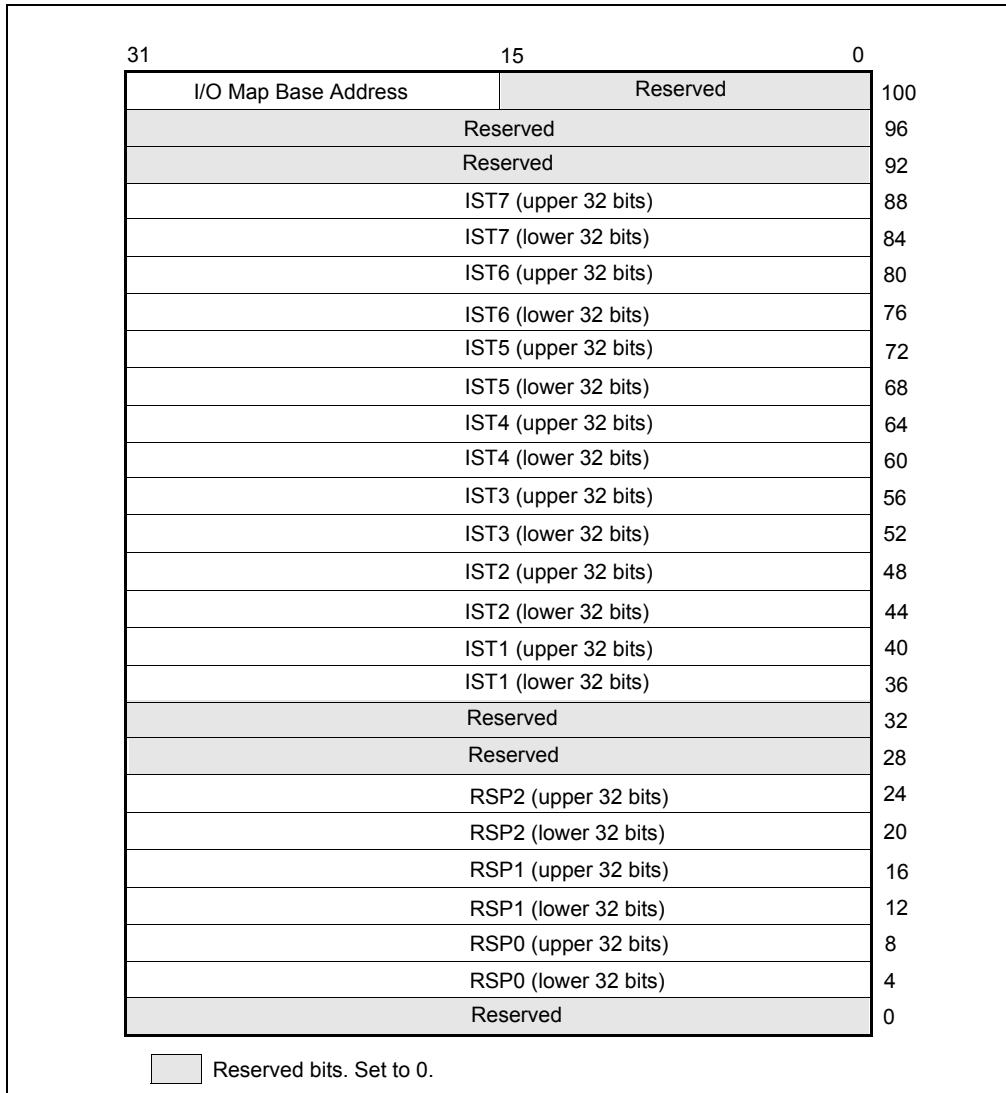 31 15 0
I/O Map Base Address Reserved 100
Reserved 96
Reserved 92
IST7 (upper 32 bits) 88
IST7 (lower 32 bits) 84
IST6 (upper 32 bits) 80
IST6 (lower 32 bits) 76
IST5 (upper 32 bits) 72
IST5 (lower 32 bits) 68
IST4 (upper 32 bits) 64
IST4 (lower 32 bits) 60
IST3 (upper 32 bits) 56
IST3 (lower 32 bits) 52
IST2 (upper 32 bits) 48
IST2 (lower 32 bits) 44
IST1 (upper 32 bits) 40
IST1 (lower 32 bits) 36
Reserved 32
Reserved 28
RSP2 (upper 32 bits) 24
RSP2 (lower 32 bits) 20
RSP1 (upper 32 bits) 16
RSP1 (lower 32 bits) 12
RSP0 (upper 32 bits) 8
RSP0 (lower 32 bits) 4
Reserved 0
Reserved bits. Set to 0.